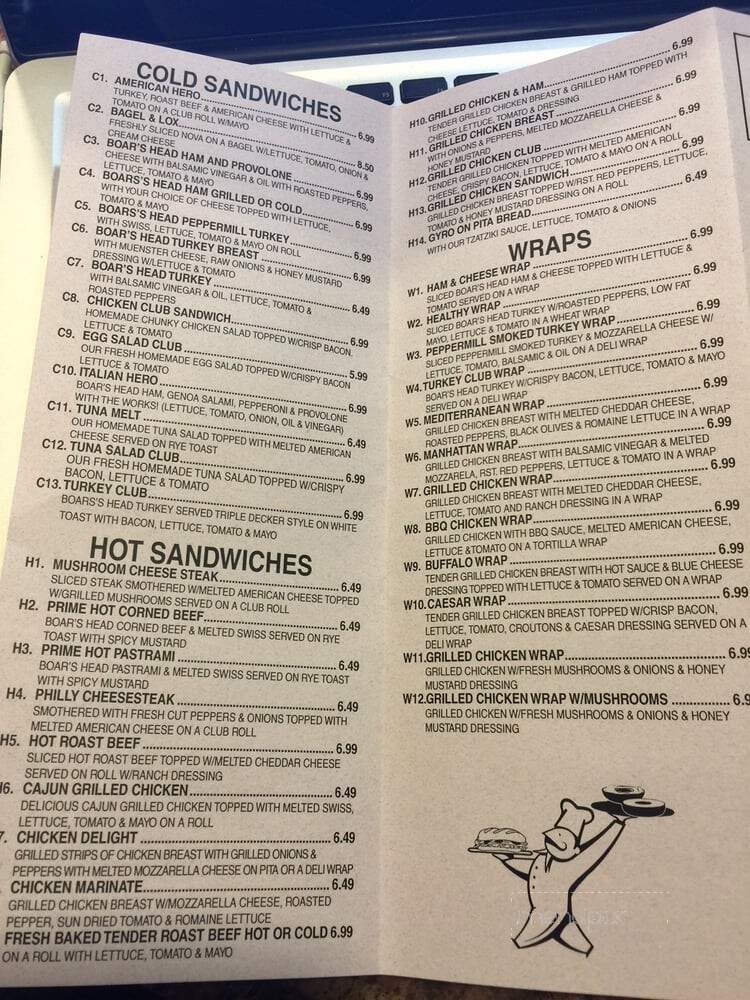 COLD SANDWICHES
C1. AMERICAN HERO 6.99
TURKEY, ROAST BEEF & AMERICAN CHEESE WITH LETTUCE &
TOMATO ON A CLUB ROLL W/MAYO
C2. BAGEL & LOX 8.50
FRESHLY SLICED NOVA ON A BAGEL W/LETTUCE, TOMATO, ONION &
CREAM CHEESE
C3. BOAR'S HEAD HAM AND PROVOLONE 6.99
CHEESE WITH BALSAMIC VINEGAR & OIL WITH ROASTED PEPPERS,
LETTUCE, TOMATO & MAYO
C4. BOARS'S HEAD HAM GRILLED OR COLD 6.99
WITH YOUR CHOICE OF CHEESE TOPPED WITH LETTUCE,
TOMATO & MAYO
C5. BOAR'S HEAD PEPPERMILL TURKEY 6.99
WITH SWISS, LETTUCE, TOMATO & MAYO ON ROLL
C6. BOAR'S HEAD TURKEY BREAST 6.99
WITH MUENSTER CHEESE, RAW ONIONS & HONEY MUSTARD
DRESSING W/LETTUCE & TOMATO
C7. BOAR'S HEAD TURKEY 6.49
WITH BALSAMIC VINEGAR & OIL, LETTUCE, TOMATO &
ROASTED PEPPERS
C8. CHICKEN CLUB SANDWICH 6.99
HOMEMADE CHUNKY CHICKEN SALAD TOPPED W/CRISP BACON.
LETTUCE & TOMATO
C9. EGG SALAD CLUB 5.99
OUR FRESH HOMEMADE EGG SALAD TOPPED W/CRISPY BACON
LETTUCE & TOMATO
C10. ITALIAN HERO 6.99
BOAR'S HEAD HAM, GENOA SALAMI, PEPPERONI & PROVOLONE
WITH THE WORKS! (LETTUCE, TOMATO, ONION, OIL & VINEGAR)
C11. TUNA MELT 6.49
OUR HOMEMADE TUNA SALAD TOPPED WITH MELTED AMERICAN
CHEESE SERVED ON RYE TOAST
C12. TUNA SALAD CLUB 6.99
OUR FRESH HOMEMADE TUNA SALAD TOPPED W/CRISPY
BACON, LETTUCE & TOMATO
C13. TURKEY CLUB 6.99
BOARS'S HEAD TURKEY SERVED TRIPLE DECKER STYLE ON WHITE
TOAST WITH BACON, LETTUCE, TOMATO & MAYO
HOT SANDWICHES
H1. MUSHROOM CHEESE STEAK 6.49
SLICED STEAK SMOTHERED W/MELTED AMERICAN CHEESE TOPPED
W/GRILLED MUSHROOMS SERVED ON A CLUB ROLL
H2. PRIME HOT CORNED BEEF 6.49
BOAR'S HEAD CORNED BEEF & MELTED SWISS SERVED ON RYE
TOAST WITH SPICY MUSTARD
H3. PRIME HOT PASTRAMI 6.49
BOAR'S HEAD PASTRAMI & MELTED SWISS SERVED ON RYE TOAST
WITH SPICY MUSTARD
H4. PHILLY CHEESESTEAK 6.49
SMOTHERED WITH FRESH CUT PEPPERS & ONIONS TOPPED WITH
MELTED AMERICAN CHEESE ON A CLUB ROLL
H5. HOT ROAST BEEF 6.99
SLICED HOT ROAST BEEF TOPPED W/MELTED CHEDDAR CHEESE
SERVED ON ROLL W/RANCH DRESSING
H6. CAJUN GRILLED CHICKEN 6.49
DELICIOUS CAJUN GRILLED CHICKEN TOPPED WITH MELTED SWISS,
LETTUCE, TOMATO & MAYO ON A ROLL
7. CHICKEN DELIGHT 6.49
GRILLED STRIPS OF CHICKEN BREAST WITH GRILLED ONIONS &
PEPPERS WITH MELTED MOZZARELLA CHEESE ON PITA OR A DELI WRAP
CHICKEN MARINATE 6.49
GRILLED CHICKEN BREAST W/MOZZARELLA CHEESE, ROASTED
PEPPER, SUN DRIED TOMATO & ROMAINE LETTUCE
FRESH BAKED TENDER ROAST BEEF HOT OR COLD 6.99
ON A ROLL WITH LETTUCE, TOMATO & MAYO
H10. GRILLED CHICKEN & HAM 6.99
TENDER GRILLED CHICKEN BREAST & GRILLED HAM TOPPED WITH
CHEESE LETTUCE, TOMATO & DRESSING
H11. GRILLED CHICKEN BREAST 6.99
WITH ONIONS & PEPPERS, MELTED MOZZARELLA CHEESE &
HONEY MUSTARD
H12. GRILLED CHICKEN CLUB 6.99
TENDER GRILLED CHICKEN TOPPED WITH MELTED AMERICAN
CHEESE, CRISPY BACON, LETTUCE, TOMATO & MAYO ON A ROLL
H13. GRILLED CHICKEN SANDWICH 6.99
GRILLED CHICKEN BREAST TOPPED W/RST. RED PEPPERS, LETTUCE,
TOMATO & HONEY MUSTARD DRESSING ON A ROLL
H14. GYRO ON PITA BREAD 6.49
WITH OUR TZATZIKI SAUCE, LETTUCE, TOMATO & ONIONS
WRAPS
W1. HAM & CHEESE WRAP 6.99
SLICED BOAR'S HEAD HAM & CHEESE TOPPED WITH LETTUCE &
TOMATO SERVED ON A WRAP
W2. HEALTHY WRAP 6.99
SLICED BOAR'S HEAD TURKEY W/ROASTED PEPPERS, LOW FAT
MAYO, LETTUCE & TOMATO IN A WHEAT WRAP
W3. PEPPERMILL SMOKED TURKEY WRAP 6.99
SLICED PEPPERMILL SMOKED TURKEY & MOZZARELLA CHEESE W/
LETTUCE, TOMATO, BALSAMIC & OIL ON A DELI WRAP
W4. TURKEY CLUB WRAP 6.99
BOAR'S HEAD TURKEY W/CRISPY BACON, LETTUCE, TOMATO & MAYO
SERVED ON A DELI WRAP
W5. MEDITERRANEAN WRAP 6.99
GRILLED CHICKEN BREAST WITH MELTED CHEDDAR CHEESE,
ROASTED PEPPERS, BLACK OLIVES & ROMAINE LETTUCE IN A WRAP
W6. MANHATTAN WRAP 6.99
GRILLED CHICKEN BREAST WITH BALSAMIC VINEGAR & MELTED
MOZZARELA, RST. RED PEPPERS, LETTUCE & TOMATO IN A WRAP
W7. GRILLED CHICKEN WRAP 6.99
GRILLED CHICKEN BREAST WITH MELTED CHEDDAR CHEESE,
LETTUCE, TOMATO AND RANCH DRESSING IN A WRAP
W8. BBQ CHICKEN WRAP 6.99
GRILLED CHICKEN WITH BBQ SAUCE, MELTED AMERICAN CHEESE,
LETTUCE &TOMATO ON A TORTILLA WRAP
W9. BUFFALO WRAP 6.99
TENDER GRILLED CHICKEN BREAST WITH HOT SAUCE & BLUE CHEESE
DRESSING TOPPED WITH LETTUCE & TOMATO SERVED ON A WRAP
W10. CAESAR WRAP 6.99
TENDER GRILLED CHICKEN BREAST TOPPED W/CRISP BACON,
LETTUCE, TOMATO, CROUTONS & CAESAR DRESSING SERVED ON A
DELI WRAP
W11. GRILLED CHICKEN WRAP 6.99
GRILLED CHICKEN W/FRESH MUSHROOMS & ONIONS & HONEY
MUSTARD DRESSING
W12. GRILLED CHICKEN WRAP W/MUSHROOMS 6.9
GRILLED CHICKEN W/FRESH MUSHROOMS & ONIONS & HONEY
MUSTARD DRESSING